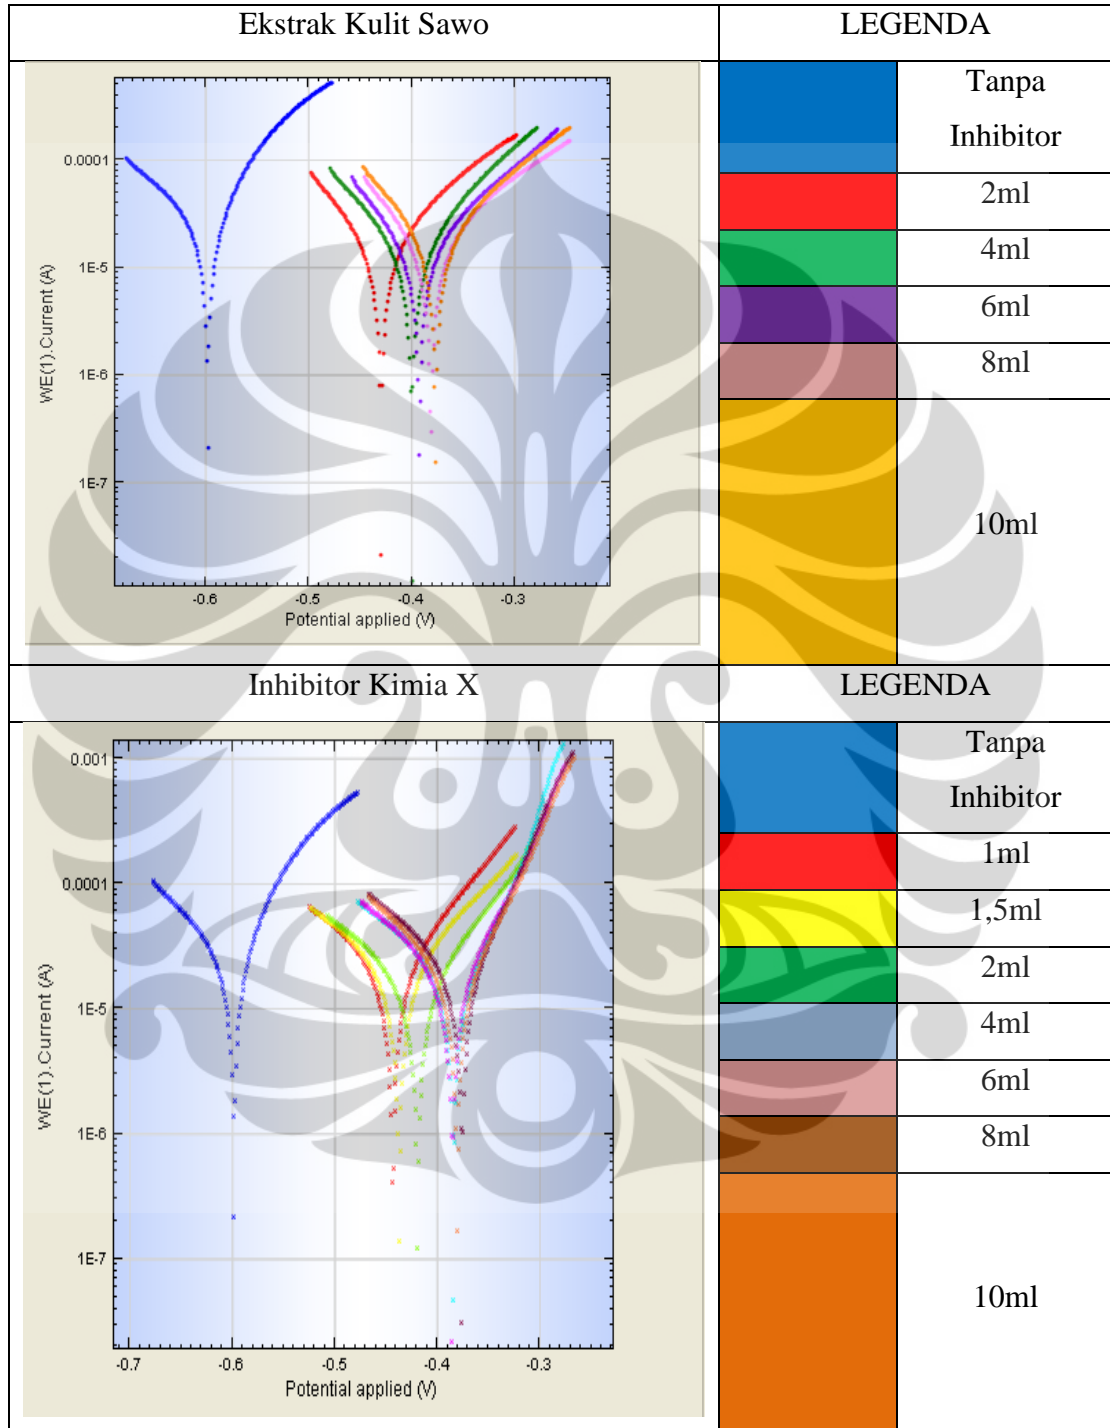 Ekstrak Kulit Sawo
LEGENDA
0.0001
1E-5
1E-6
1E-7
WE(1).Current (A)
-0.6
-0.5
-0.4
-0.3
Potential applied (V)
Tanpa
Inhibitor
2ml
4ml
6ml
8ml
10ml
Inhibitor Kimia X
LEGENDA
0.001
0.0001
1E-5
1E-6
1E-7
WE(1).Current (A)
-0.7
-0.6
-0.5
-0.4
-0.3
Potential applied (V)
Tanpa
Inhibitor
1ml
1,5ml
2ml
4ml
6ml
8ml
10ml